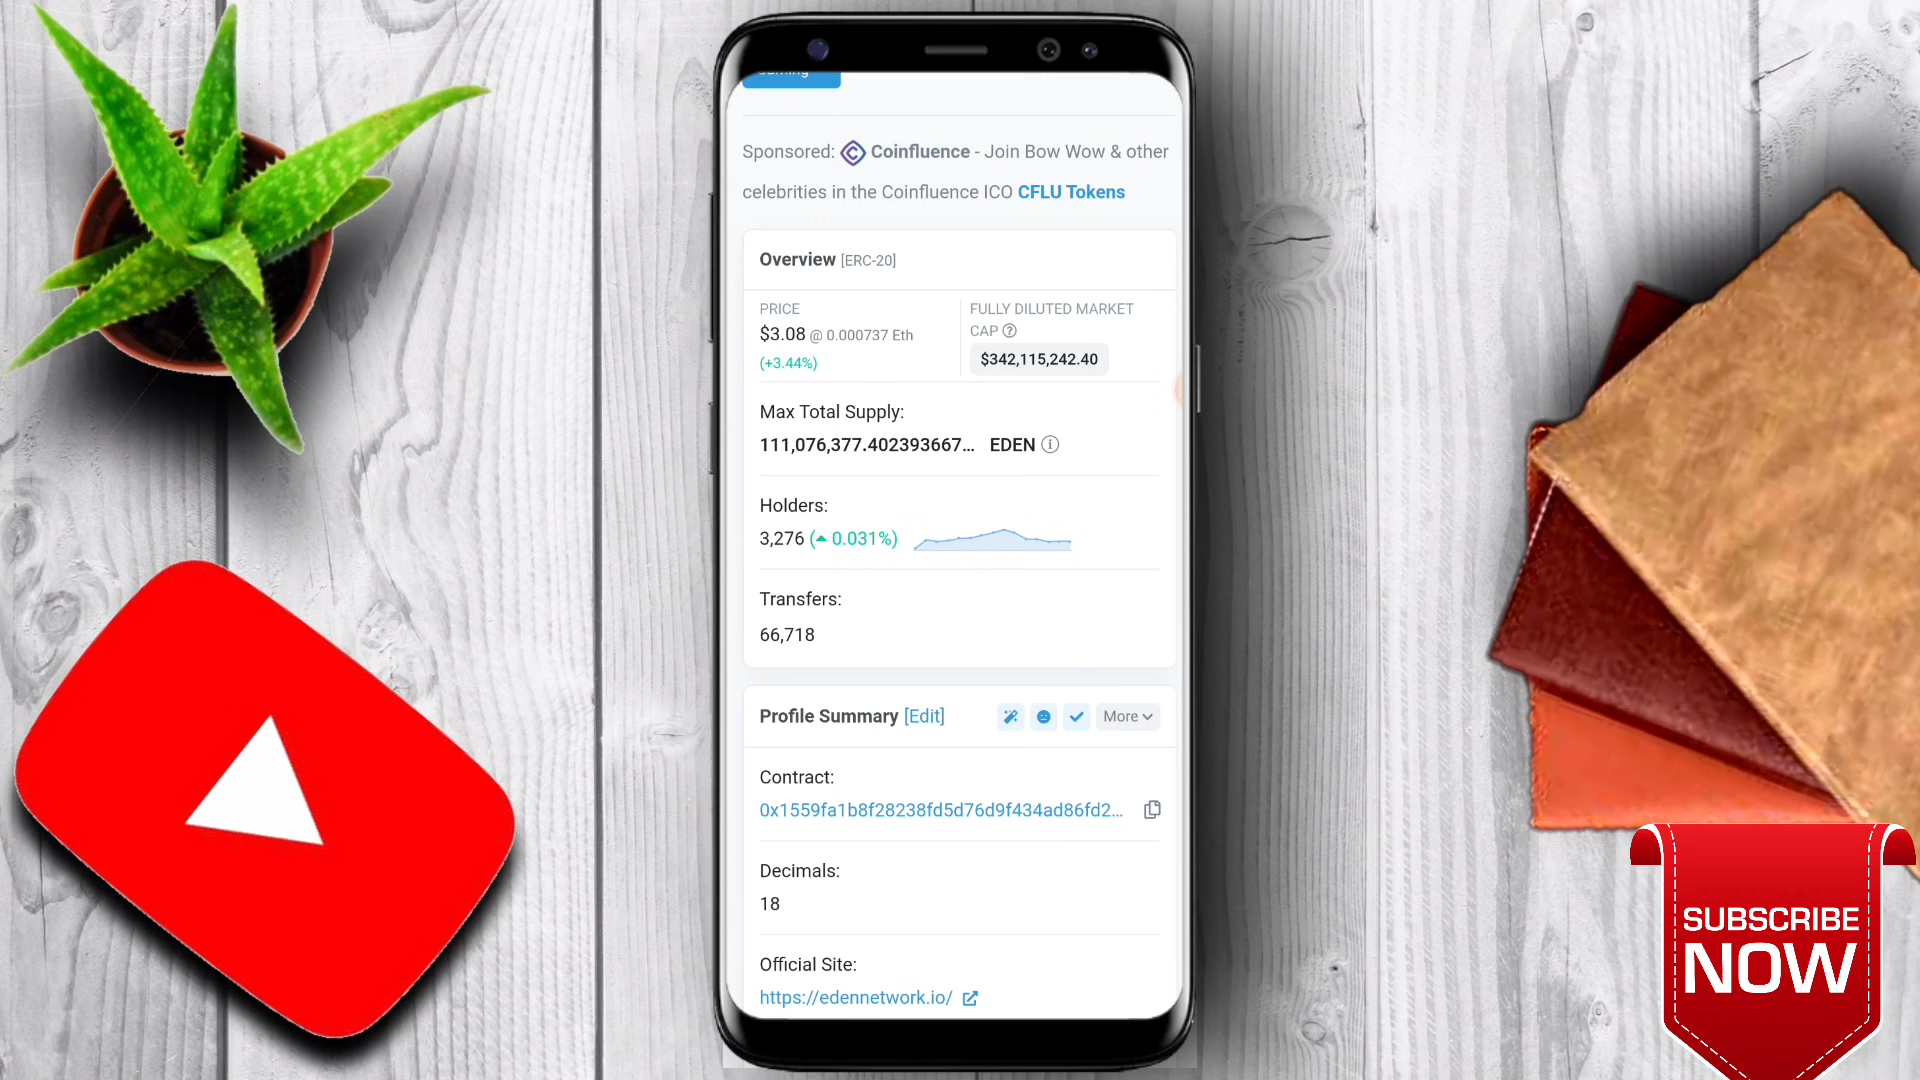 Sponsored: Coinfluence - Join Bow Wow & other
celebrities in the Coinfluence ICO CFLU Tokens
Overview [ERC-20]
PRICE
$3.08 @ 0.000737 Eth
(+3.44%)
FULLY DILUTED MARKET
CAP
$342,115,242.40
Max Total Supply:
111,076,377.402393667... EDEN
Holders:
3,276 (▲ 0.031%)
Transfers:
66,718
Profile Summary [Edit]
More
Contract:
0x1559fa1b8f28238fd5d76d9f434ad86fd2...
Decimals:
18
Official Site:
https://edennetwork.io/
SUBSCRIBE
NOW